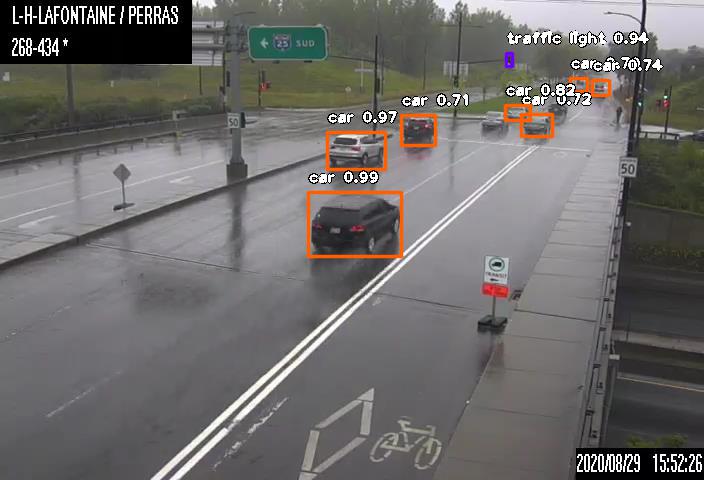 L-H-LAFONTAINE / PERRAS
268-434 *
25 SUD
traffic light 0.94
car 0.74
car 0.82
car 0.72
car 0.71
car 0.97
50
car 0.99
50
TRANSIT
2020/08/29 15:52:26